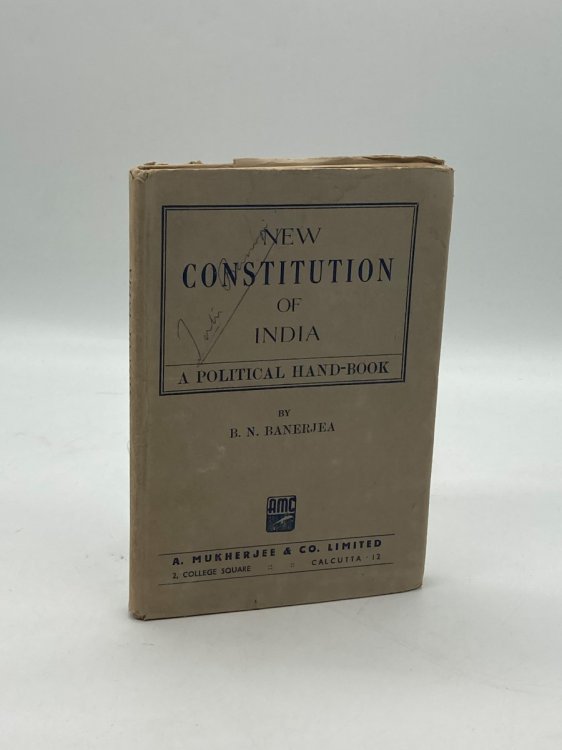 NEW
CONSTITUTION
OF
INDIA
A POLITICAL HAND-BOOK
BY
B. N. BANERJEA
AMC
A. MUKHERJEE & CO. LIMITED
2, COLLEGE SQUARE :: :: CALCUTTA - 12